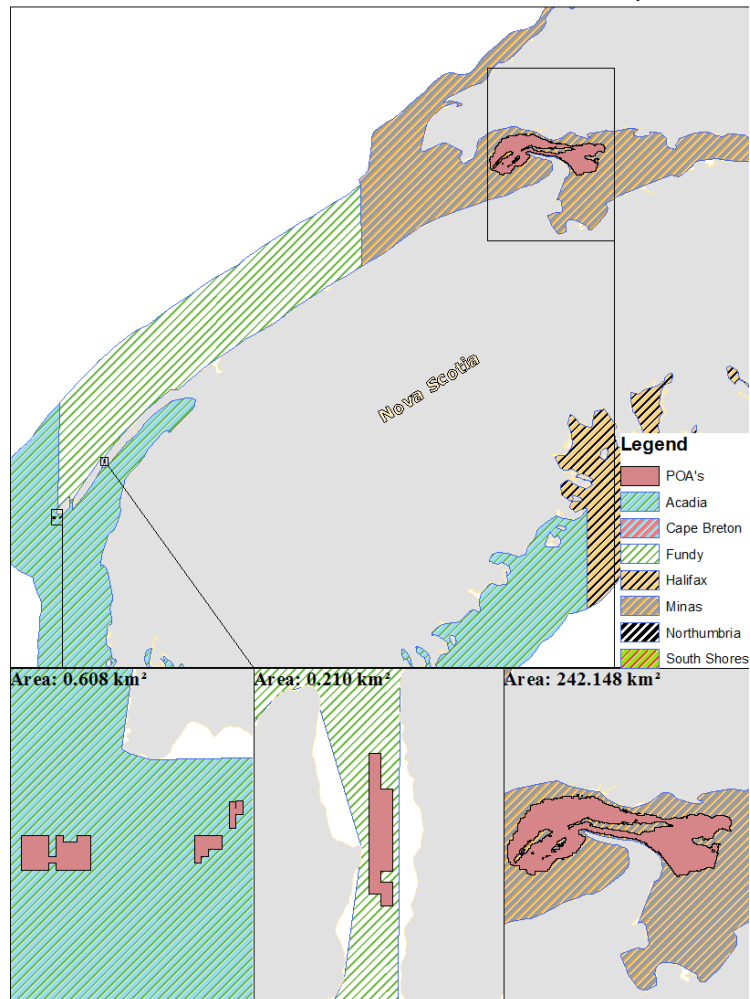 Nova Scotia
Legend
POA's
Acadia
Cape Breton
Fundy
Halifax
Minas
Northumbria
South Shores
Area: 0.608 km²
Area: 0.210 km²
Area: 242.148 km²